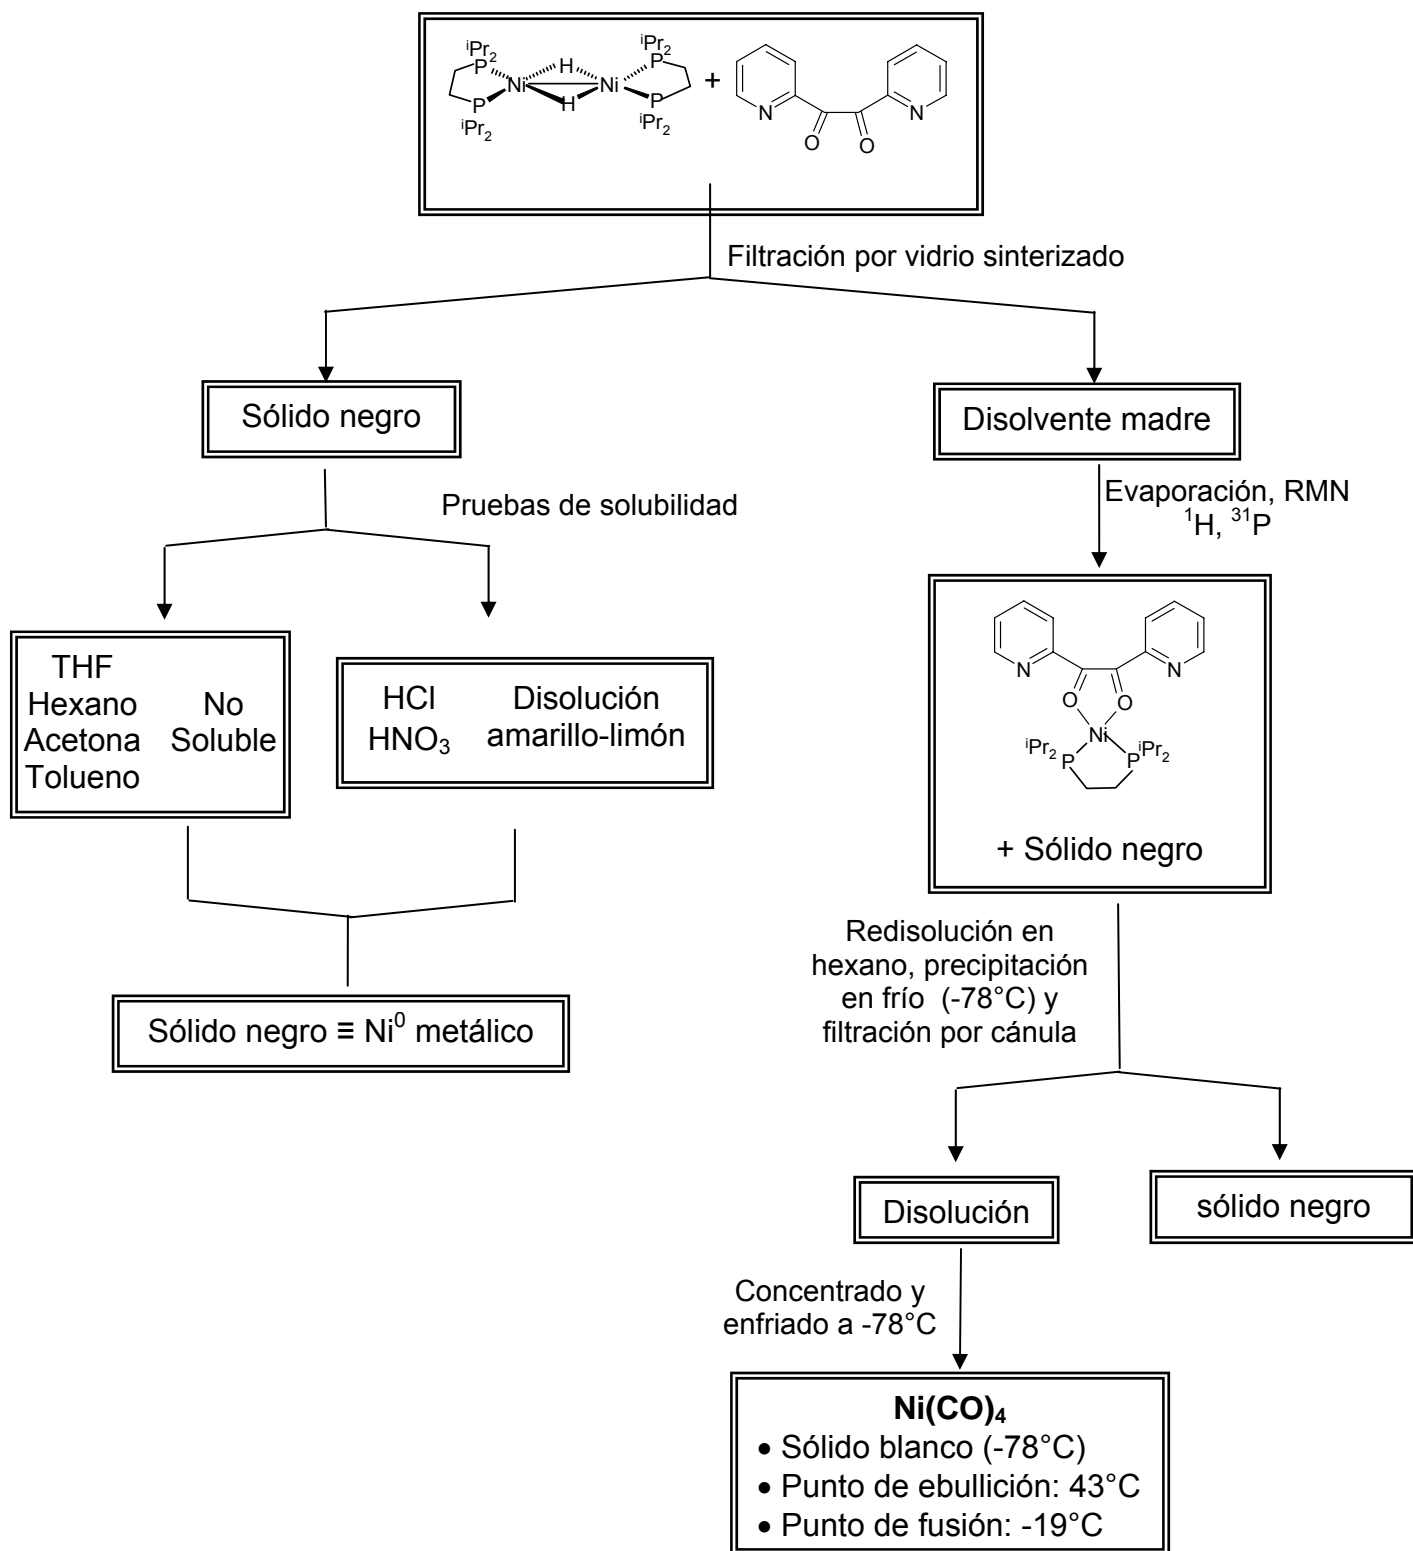 iPr2
iPr2
P
H
P
Ni
Ni
+
P
H
P
N
N
iPr2
iPr2
O
O
Filtración por vidrio sinterizado
Sólido negro
Disolvente madre
Pruebas de solubilidad
Evaporación, RMN
1H, 31P
THF
Hexano
Acetona
Tolueno
No
Soluble
HCl
HNO3
Disolución
amarillo-limón
N
N
O
O
Ni
iPr2
iPr2
P
P
+ Sólido negro
Sólido negro ≡ Ni0 metálico
Redisolución en
hexano, precipitación
en frío (-78°C) y
filtración por cánula
Disolución
sólido negro
Concentrado y
enfriado a -78°C
Ni(CO)4
• Sólido blanco (-78°C)
• Punto de ebullición: 43°C
• Punto de fusión: -19°C